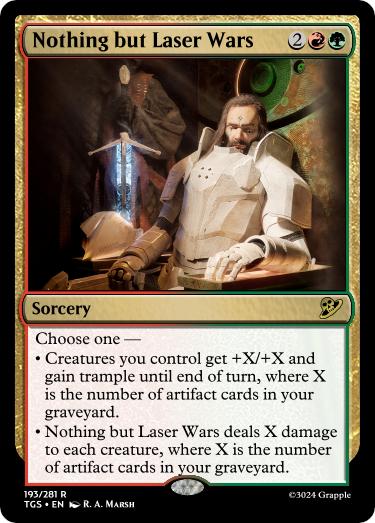 Nothing but Laser Wars 2
Sorcery
Choose one —
• Creatures you control get +X/+X and
gain trample until end of turn, where X
is the number of artifact cards in your
graveyard.
• Nothing but Laser Wars deals X damage
to each creature, where X is the number
of artifact cards in your graveyard.
193/281 R
TGS • EN R. A. Marsh
©3024 Grapple